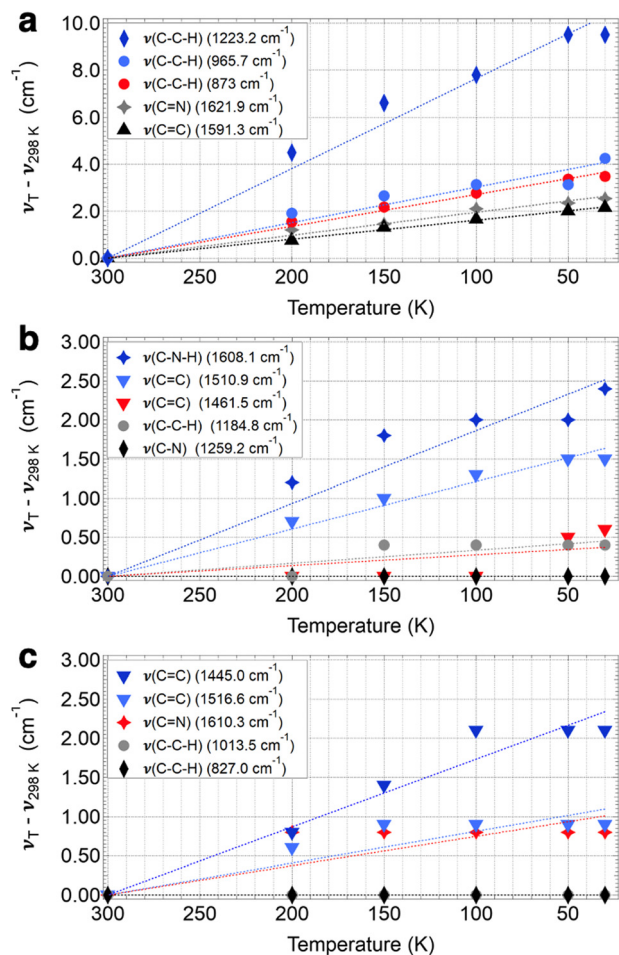 a
10.0
8.0
6.0
4.0
2.0
0.0
ν_T - ν_298 K (cm⁻¹)
ν(C-C-H) (1223.2 cm⁻¹)
ν(C-C-H) (965.7 cm⁻¹)
ν(C-C-H) (873 cm⁻¹)
ν(C=N) (1621.9 cm⁻¹)
ν(C=C) (1591.3 cm⁻¹)
300 250 200 150 100 50
Temperature (K)
b
3.00
2.50
2.00
1.50
1.00
0.50
0.00
ν_T - ν_298 K (cm⁻¹)
ν(C-N-H) (1608.1 cm⁻¹)
ν(C=C) (1510.9 cm⁻¹)
ν(C=C) (1461.5 cm⁻¹)
ν(C-C-H) (1184.8 cm⁻¹)
ν(C-N) (1259.2 cm⁻¹)
300 250 200 150 100 50
Temperature (K)
c
3.00
2.50
2.00
1.50
1.00
0.50
0.00
ν_T - ν_298 K (cm⁻¹)
ν(C=C) (1445.0 cm⁻¹)
ν(C=C) (1516.6 cm⁻¹)
ν(C=N) (1610.3 cm⁻¹)
ν(C-C-H) (1013.5 cm⁻¹)
ν(C-C-H) (827.0 cm⁻¹)
300 250 200 150 100 50
Temperature (K)